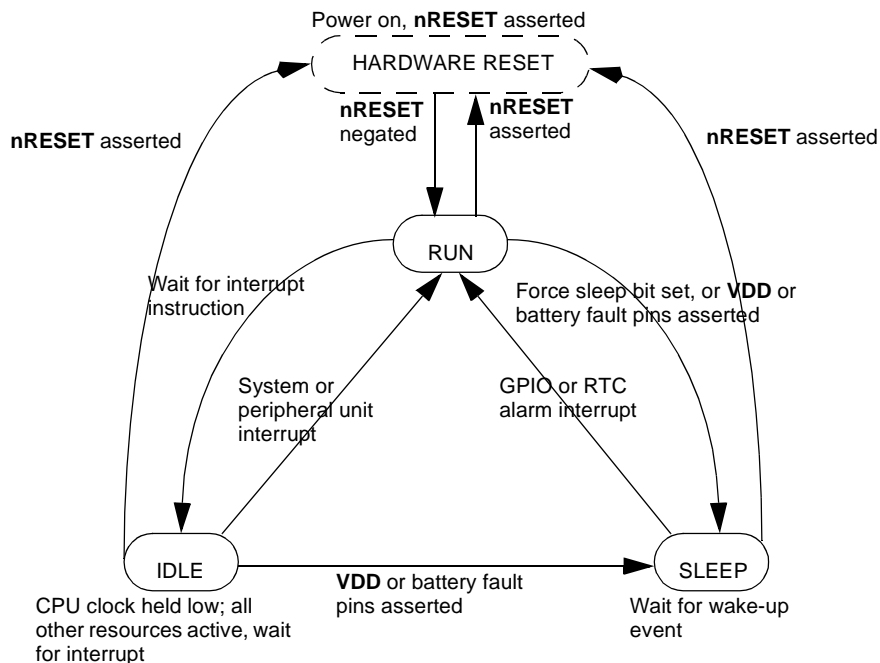 Power on, nRESET asserted
HARDWARE RESET
nRESET
negated
nRESET
asserted
nRESET asserted
nRESET asserted
RUN
Wait for interrupt
instruction
Force sleep bit set, or VDD or
battery fault pins asserted
System or
peripheral unit
interrupt
GPIO or RTC
alarm interrupt
IDLE
SLEEP
VDD or battery fault
pins asserted
CPU clock held low; all
other resources active, wait
for interrupt
Wait for wake-up
event